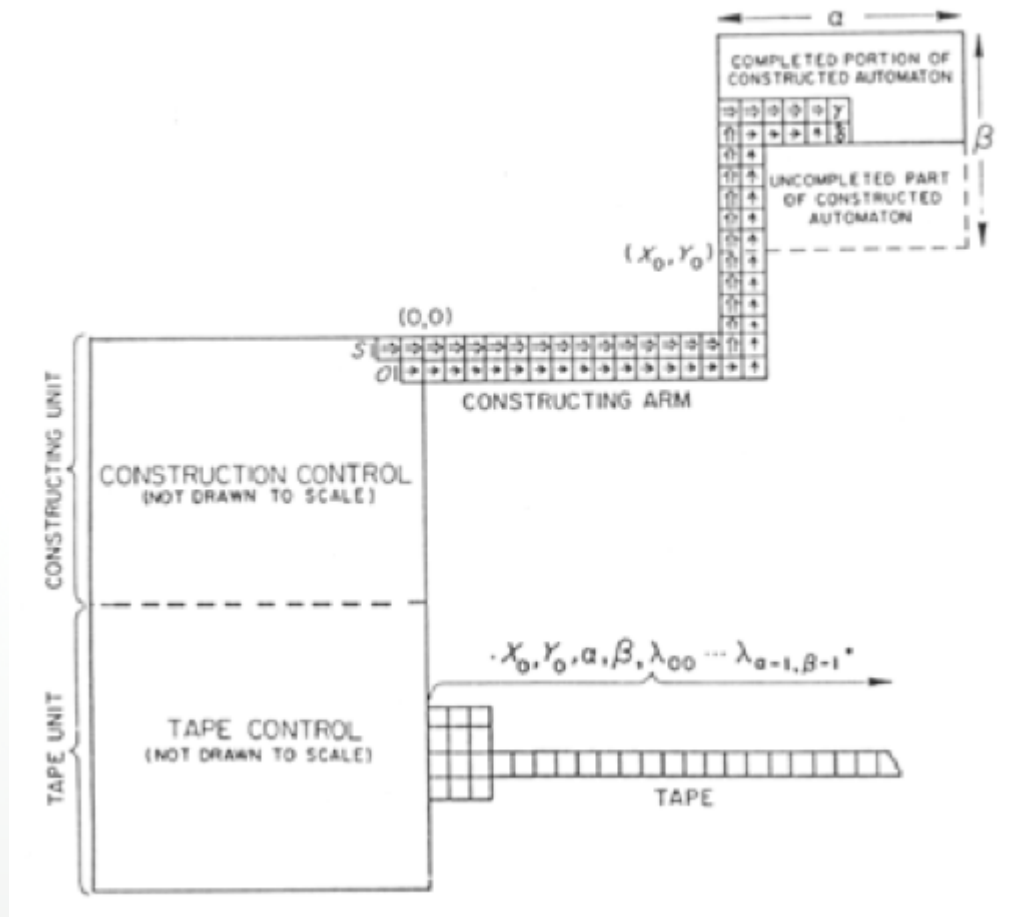 α
COMPLETED PORTION OF
CONSTRUCTED AUTOMATON
γ
δ
β
UNCOMPLETED PART
OF CONSTRUCTED
AUTOMATON
(X₀,Y₀)
(0,0)
CONSTRUCTING ARM
CONSTRUCTING UNIT
CONSTRUCTION CONTROL
(NOT DRAWN TO SCALE)
. X₀,Y₀,α,β,λ₀₀ ··· λα-1,β-1.
TAPE UNIT
TAPE CONTROL
(NOT DRAWN TO SCALE)
TAPE